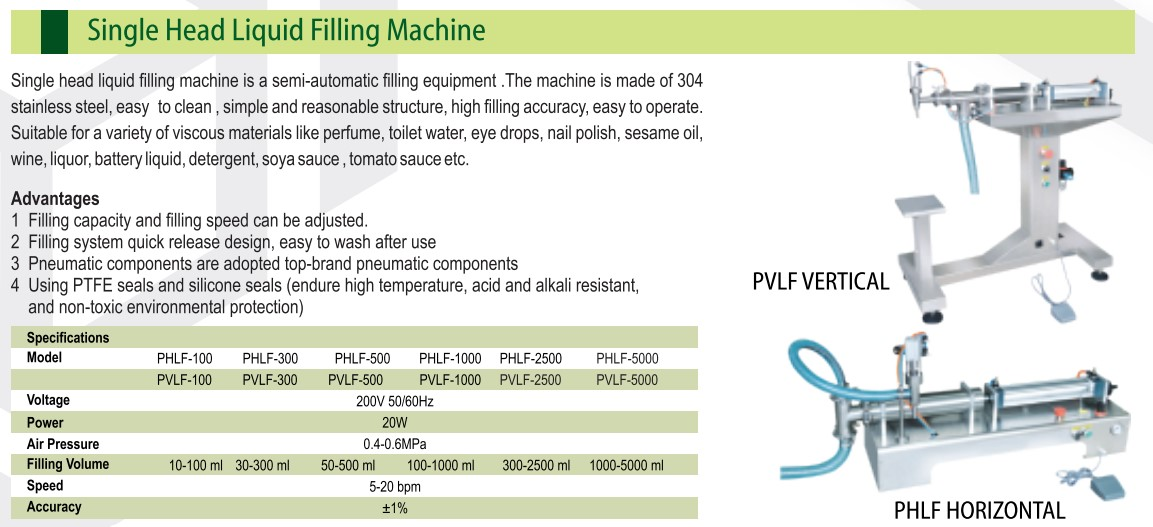 Single Head Liquid Filling Machine
Single head liquid filling machine is a semi-automatic filling equipment .The machine is made of 304
stainless steel, easy to clean , simple and reasonable structure, high filling accuracy, easy to operate.
Suitable for a variety of viscous materials like perfume, toilet water, eye drops, nail polish, sesame oil,
wine, liquor, battery liquid, detergent, soya sauce , tomato sauce etc.
Advantages
1 Filling capacity and filling speed can be adjusted.
2 Filling system quick release design, easy to wash after use
3 Pneumatic components are adopted top-brand pneumatic components
4 Using PTFE seals and silicone seals (endure high temperature, acid and alkali resistant,
and non-toxic environmental protection)
PVLF VERTICAL
Specifications
Model PHLF-100 PHLF-300 PHLF-500 PHLF-1000 PHLF-2500 PHLF-5000
PVLF-100 PVLF-300 PVLF-500 PVLF-1000 PVLF-2500 PVLF-5000
Voltage 200V 50/60Hz
Power 20W
Air Pressure 0.4-0.6MPa
Filling Volume 10-100 ml 30-300 ml 50-500 ml 100-1000 ml 300-2500 ml 1000-5000 ml
Speed 5-20 bpm
Accuracy ±1%
PHLF HORIZONTAL